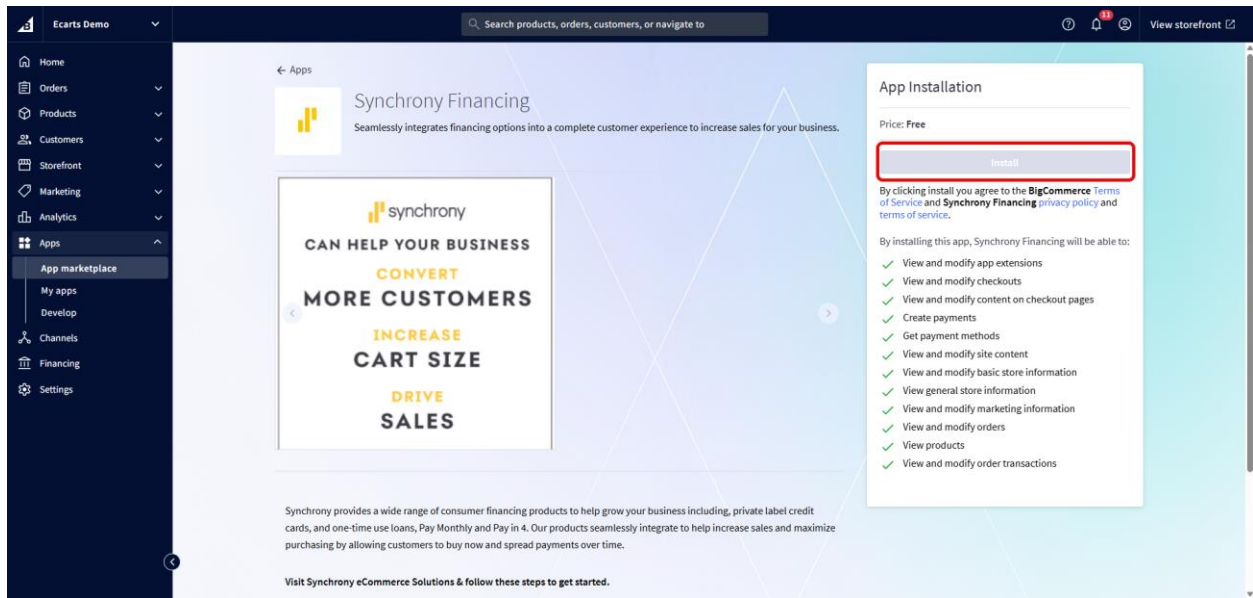 Ecarts Demo
Search products, orders, customers, or navigate to
11
View storefront
Home
Orders
Products
Customers
Storefront
Marketing
Analytics
Apps
App marketplace
My apps
Develop
Channels
Financing
Settings
← Apps
Synchrony Financing
Seamlessly integrates financing options into a complete customer experience to increase sales for your business.
synchrony
CAN HELP YOUR BUSINESS
CONVERT
MORE CUSTOMERS
INCREASE
CART SIZE
DRIVE
SALES
Synchrony provides a wide range of consumer financing products to help grow your business including, private label credit
cards, and one-time use loans, Pay Monthly and Pay in 4. Our products seamlessly integrate to help increase sales and maximize
purchasing by allowing customers to buy now and spread payments over time.
Visit Synchrony eCommerce Solutions & follow these steps to get started.
App Installation
Price: Free
Install
By clicking install you agree to the BigCommerce Terms
of Service and Synchrony Financing privacy policy and
terms of service.
By installing this app, Synchrony Financing will be able to:
View and modify app extensions
View and modify checkouts
View and modify content on checkout pages
Create payments
Get payment methods
View and modify site content
View and modify basic store information
View general store information
View and modify marketing information
View and modify orders
View products
View and modify order transactions